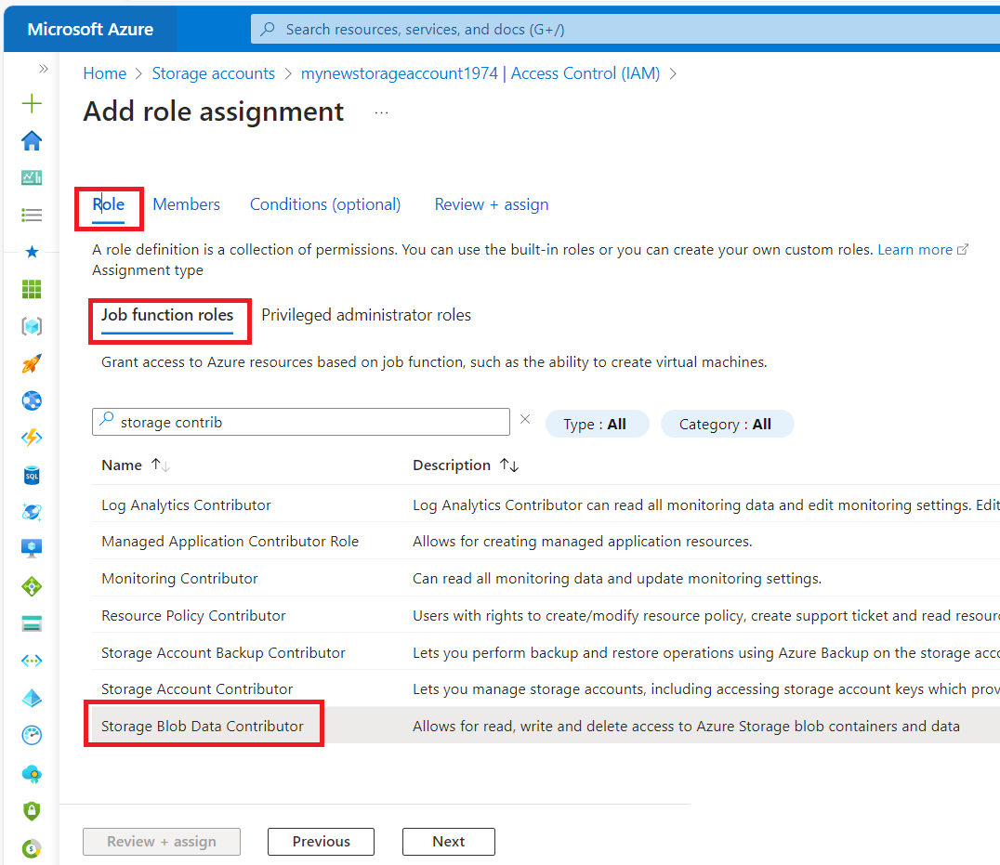 Microsoft Azure
Search resources, services, and docs (G+/)
Home > Storage accounts > mynewstorageaccount1974 | Access Control (IAM) >
Add role assignment ...
Role Members Conditions (optional) Review + assign
A role definition is a collection of permissions. You can use the built-in roles or you can create your own custom roles. Learn more
Assignment type
Job function roles Privileged administrator roles
Grant access to Azure resources based on job function, such as the ability to create virtual machines.
storage contrib Type : All Category : All
Name Description
Log Analytics Contributor Log Analytics Contributor can read all monitoring data and edit monitoring settings. Edit
Managed Application Contributor Role Allows for creating managed application resources.
Monitoring Contributor Can read all monitoring data and update monitoring settings.
Resource Policy Contributor Users with rights to create/modify resource policy, create support ticket and read resour
Storage Account Backup Contributor Lets you perform backup and restore operations using Azure Backup on the storage acc
Storage Account Contributor Lets you manage storage accounts, including accessing storage account keys which prov
SQL
Storage Blob Data Contributor Allows for read, write and delete access to Azure Storage blob containers and data
Review + assign Previous Next